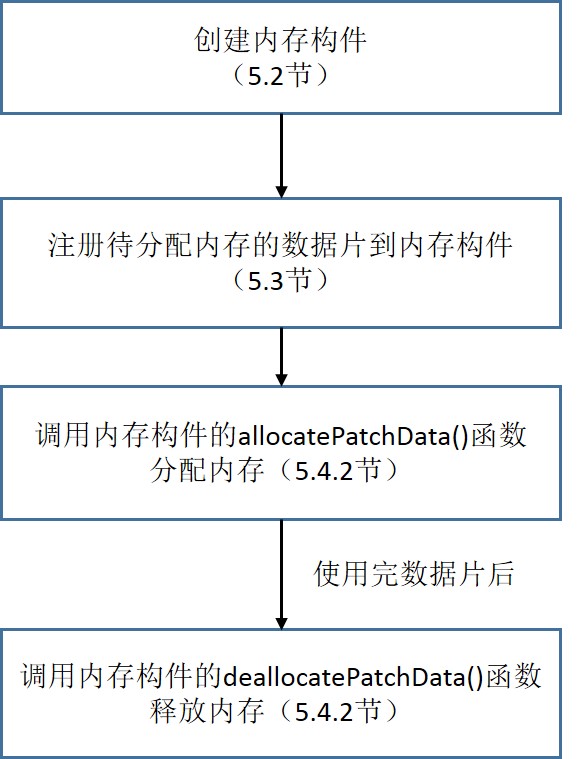 创建内存构件
（5.2节）
注册待分配内存的数据片到内存构件
（5.3节）
调用内存构件的allocatePatchData()函数
分配内存（5.4.2节）
使用完数据片后
调用内存构件的deallocatePatchData()函数
释放内存（5.4.2节）